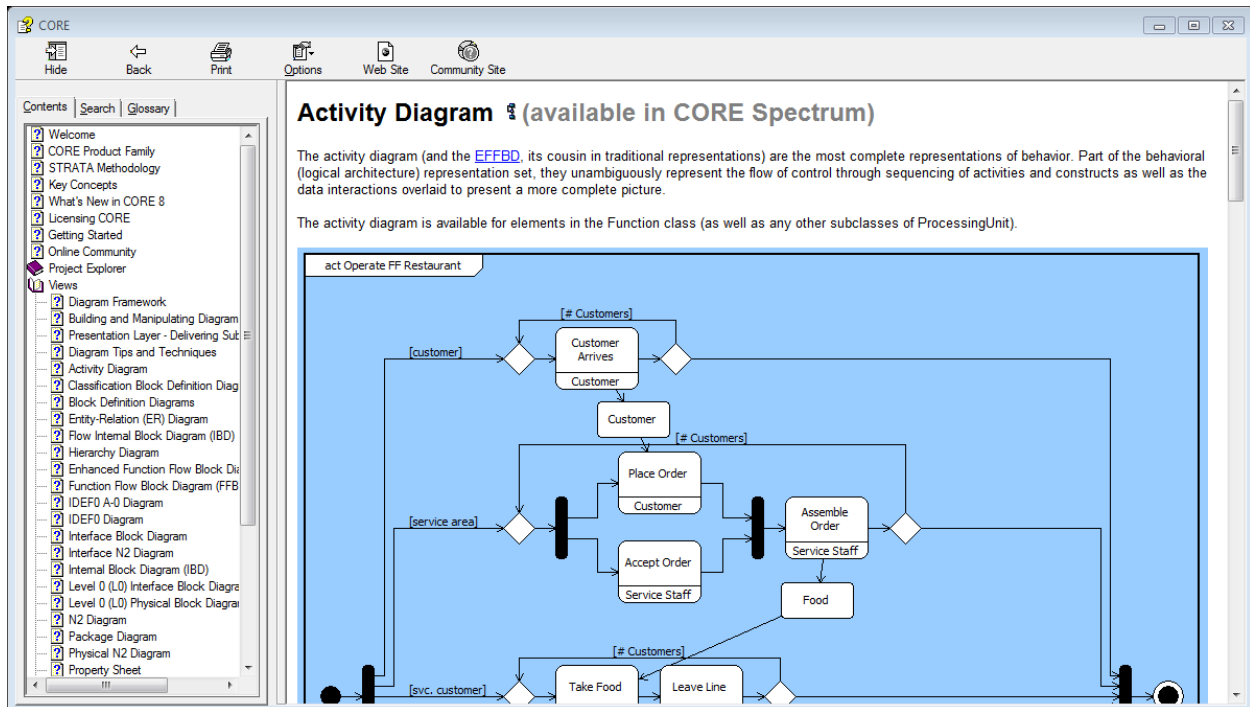 CORE
Hide Back Print Options Web Site Community Site
Contents Search Glossary
Welcome
CORE Product Family
STRATA Methodology
Key Concepts
What's New in CORE 8
Licensing CORE
Getting Started
Online Community
Project Explorer
Views
Diagram Framework
Building and Manipulating Diagram
Presentation Layer - Delivering Sub
Diagram Tips and Techniques
Activity Diagram
Classification Block Definition Diag
Block Definition Diagrams
Entity-Relation (ER) Diagram
Flow Internal Block Diagram (IBD)
Hierarchy Diagram
Enhanced Function Flow Block Dia
Function Flow Block Diagram (FFB
IDEF0 A-0 Diagram
IDEF0 Diagram
Interface Block Diagram
Interface N2 Diagram
Internal Block Diagram (IBD)
Level 0 (L0) Interface Block Diagra
Level 0 (L0) Physical Block Diagra
N2 Diagram
Package Diagram
Physical N2 Diagram
Property Sheet
Activity Diagram (available in CORE Spectrum)
The activity diagram (and the EFFBD, its cousin in traditional representations) are the most complete representations of behavior. Part of the behavioral
(logical architecture) representation set, they unambiguously represent the flow of control through sequencing of activities and constructs as well as the
data interactions overlaid to present a more complete picture.
The activity diagram is available for elements in the Function class (as well as any other subclasses of ProcessingUnit).
act Operate FF Restaurant
[# Customers]
[customer]
Customer
Arrives
Customer
Customer
[# Customers]
Place Order
Customer
[service area]
Assemble
Order
Service Staff
Accept Order
Service Staff
Food
[# Customers]
[svc. customer]
Take Food
Leave Line